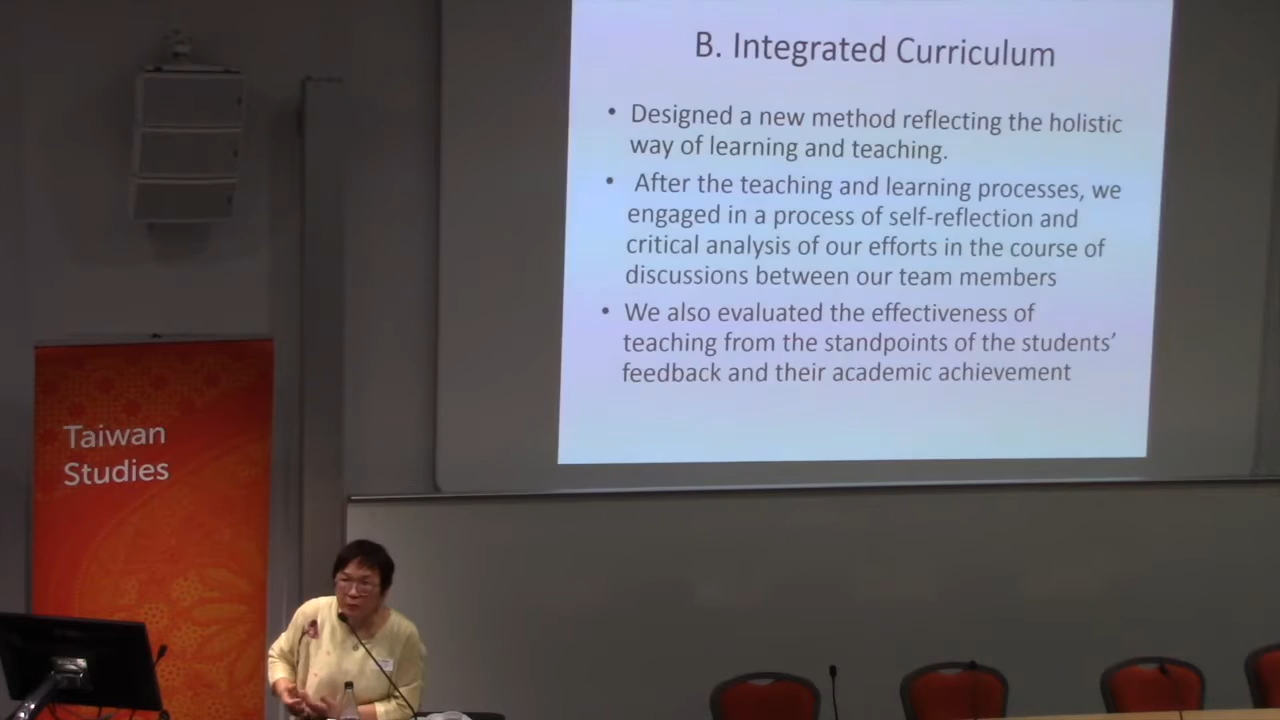 B. Integrated Curriculum
• Designed a new method reflecting the holistic
way of learning and teaching.
• After the teaching and learning processes, we
engaged in a process of self-reflection and
critical analysis of our efforts in the course of
discussions between our team members
• We also evaluated the effectiveness of
teaching from the standpoints of the students’
feedback and their academic achievement
Taiwan
Studies